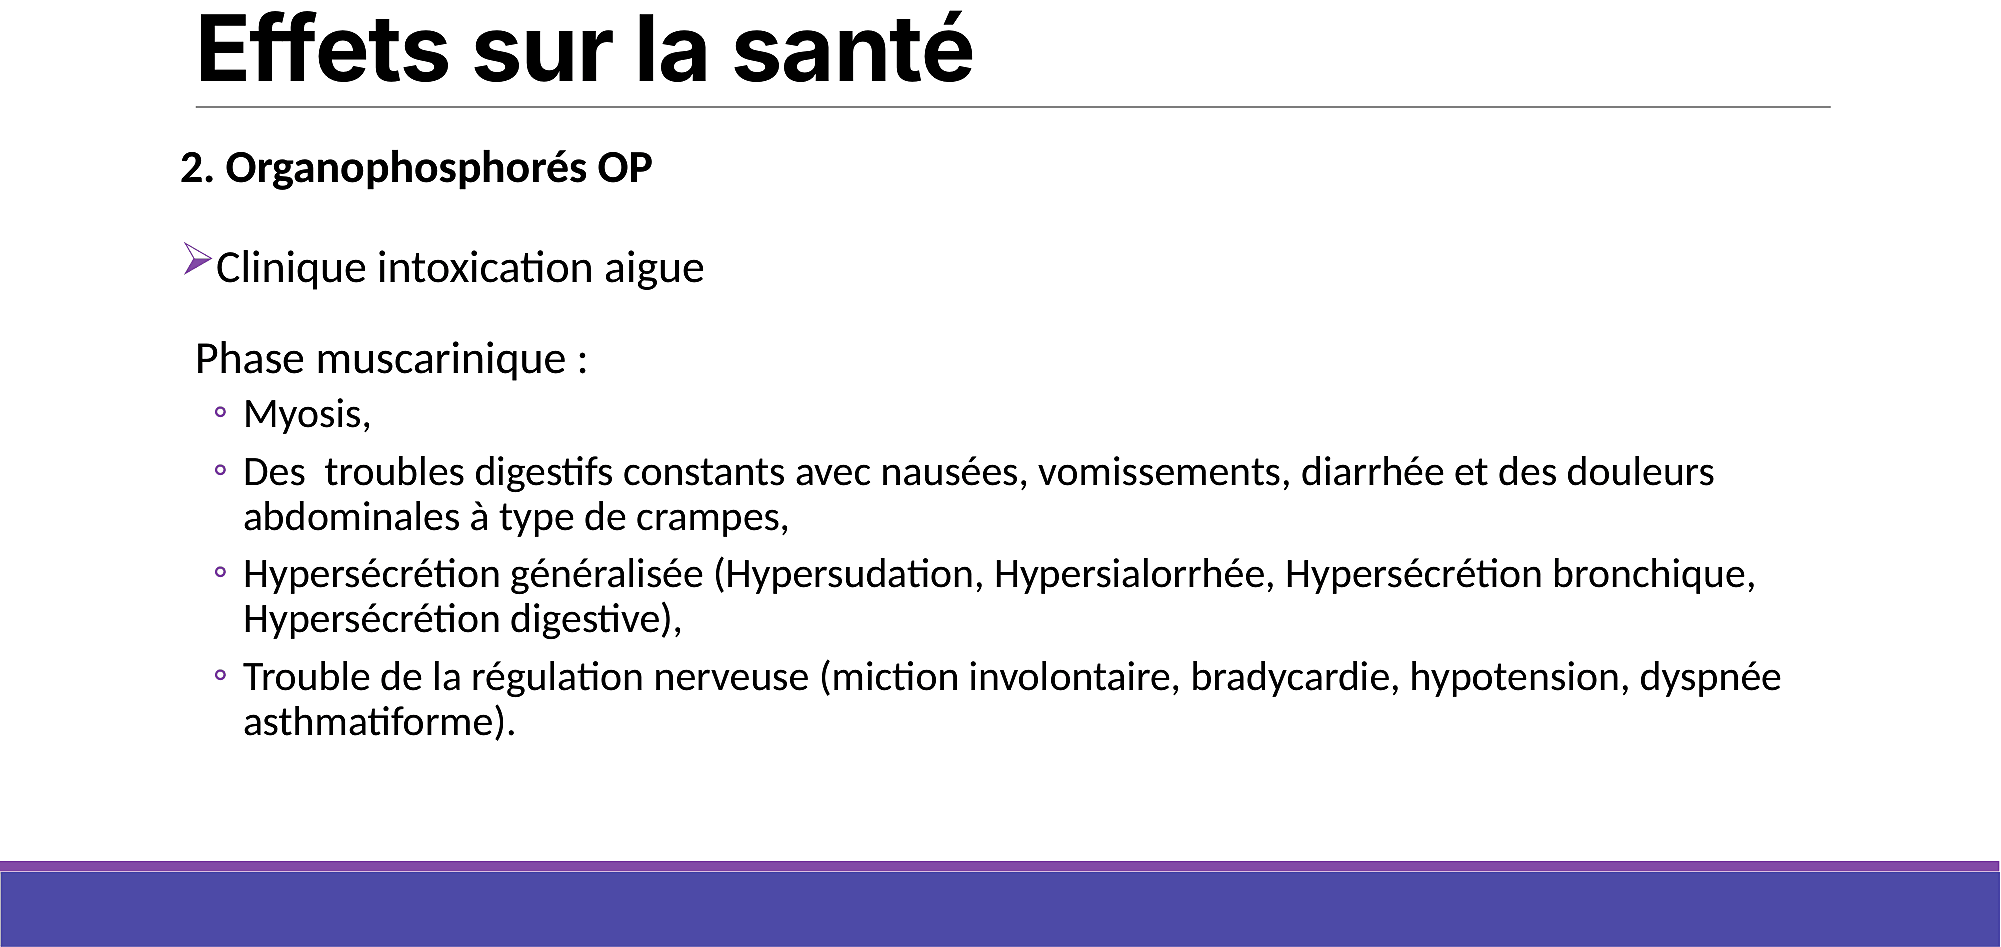 Effets sur la santé
2. Organophosphorés OP
Clinique intoxication aigue
Phase muscarinique :
Myosis,
Des  troubles digestifs constants avec nausées, vomissements, diarrhée et des douleurs
abdominales à type de crampes,
Hypersécrétion généralisée (Hypersudation, Hypersialorrhée, Hypersécrétion bronchique,
Hypersécrétion digestive),
Trouble de la régulation nerveuse (miction involontaire, bradycardie, hypotension, dyspnée
asthmatiforme).